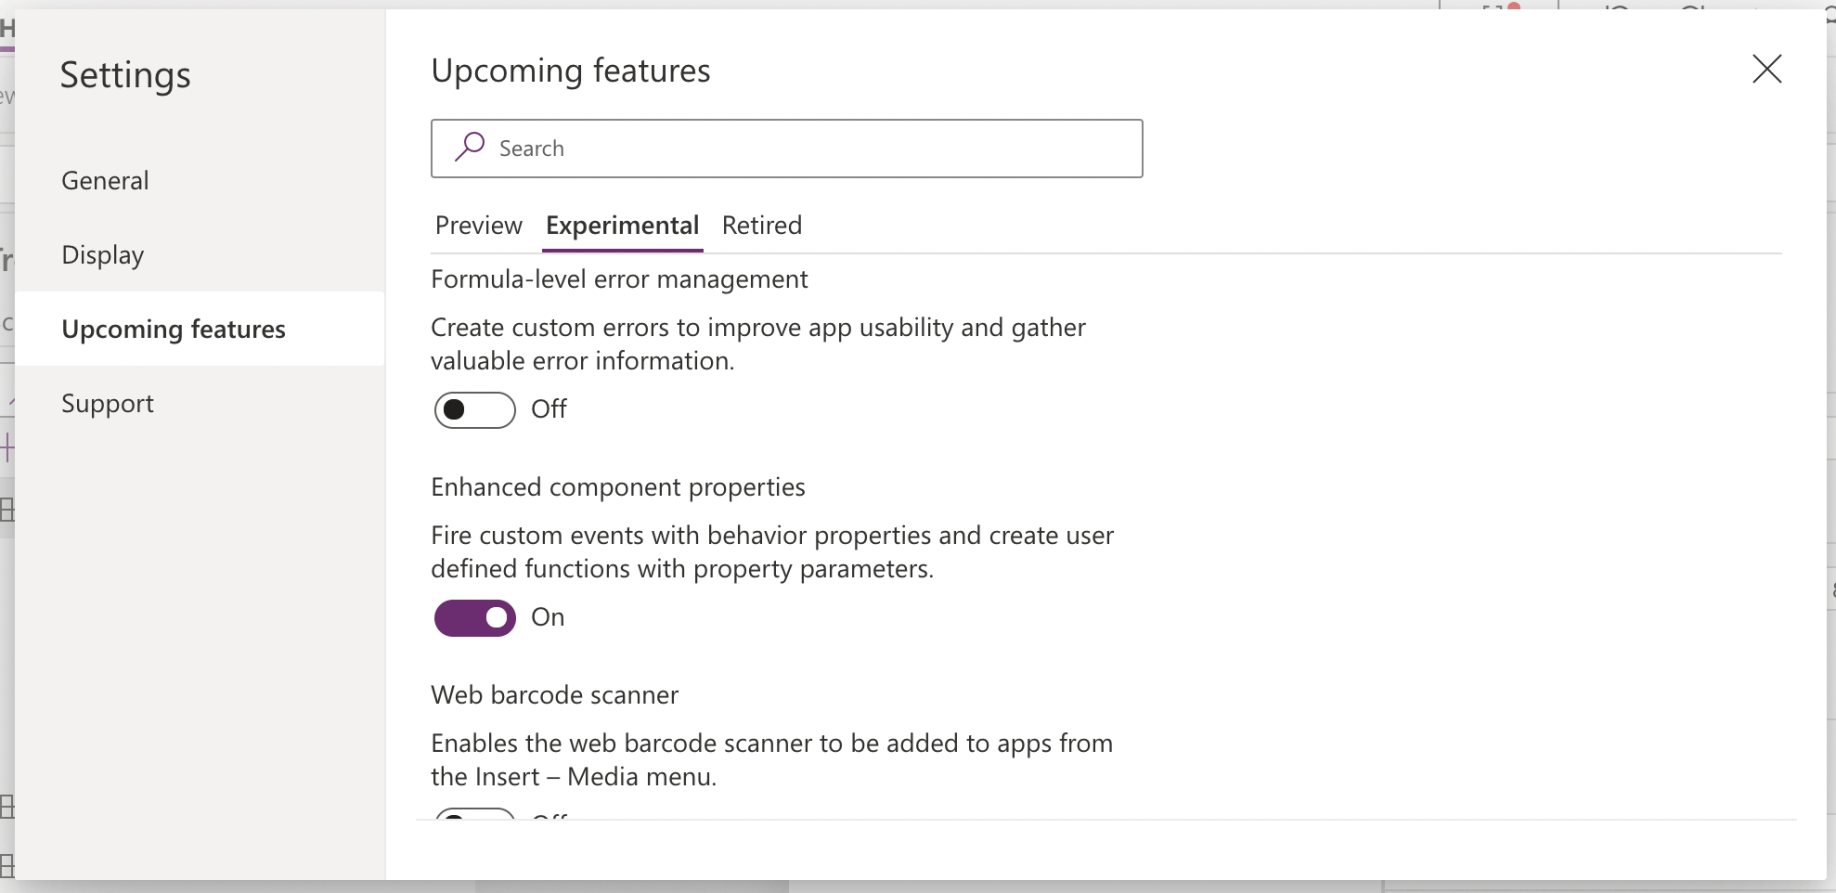 Settings
General
Display
Upcoming features
Support
Upcoming features
Search
Preview Experimental Retired
Formula-level error management
Create custom errors to improve app usability and gather
valuable error information.
Off
Enhanced component properties
Fire custom events with behavior properties and create user
defined functions with property parameters.
On
Web barcode scanner
Enables the web barcode scanner to be added to apps from
the Insert – Media menu.
Off